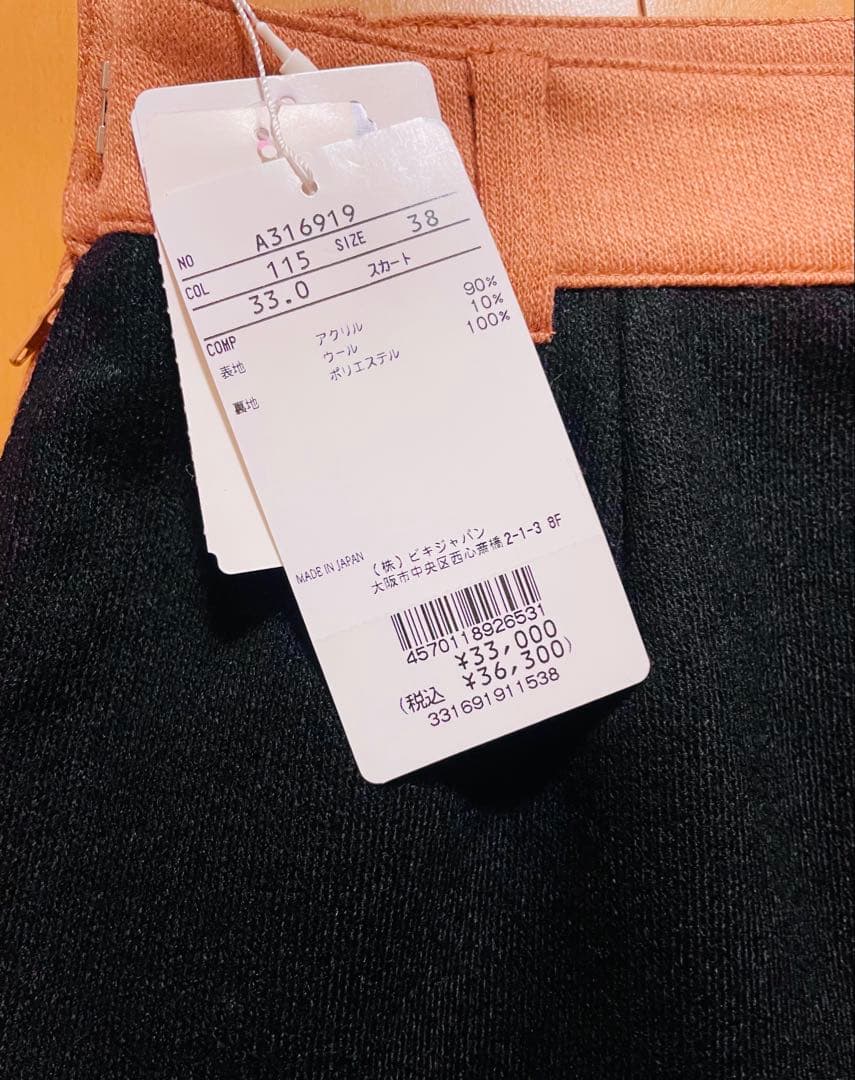 NO A316919
COL 115 SIZE 38
33.0 スカート
COMP
表地 アクリル 90%
ウール 10%
裏地 ポリエステル 100%
MADE IN JAPAN
(株)ビキジャパン
大阪市中央区西心斎橋2-1-3 8F
4570118926531
¥33,000
(税込 ¥36,300)
331691911538